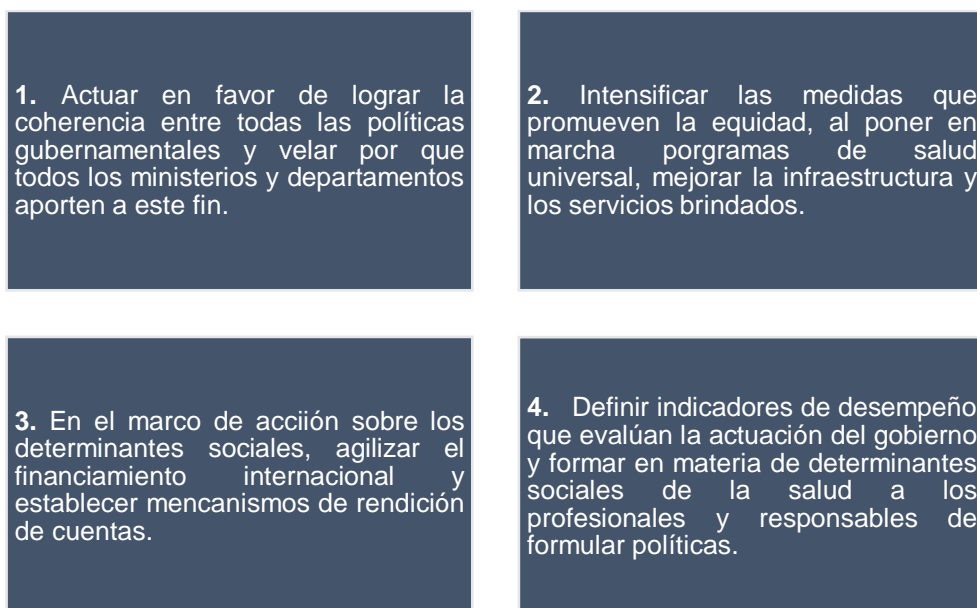 1. Actuar en favor de lograr la
coherencia entre todas las políticas
gubernamentales y velar por que
todos los ministerios y departamentos
aporten a este fin.
2. Intensificar las medidas que
promueven la equidad, al poner en
marcha porgramas de salud
universal, mejorar la infraestructura y
los servicios brindados.
3. En el marco de acciión sobre los
determinantes sociales, agilizar el
financiamiento internacional y
establecer mencanismos de rendición
de cuentas.
4. Definir indicadores de desempeño
que evalúan la actuación del gobierno
y formar en materia de determinantes
sociales de la salud a los
profesionales y responsables de
formular políticas.